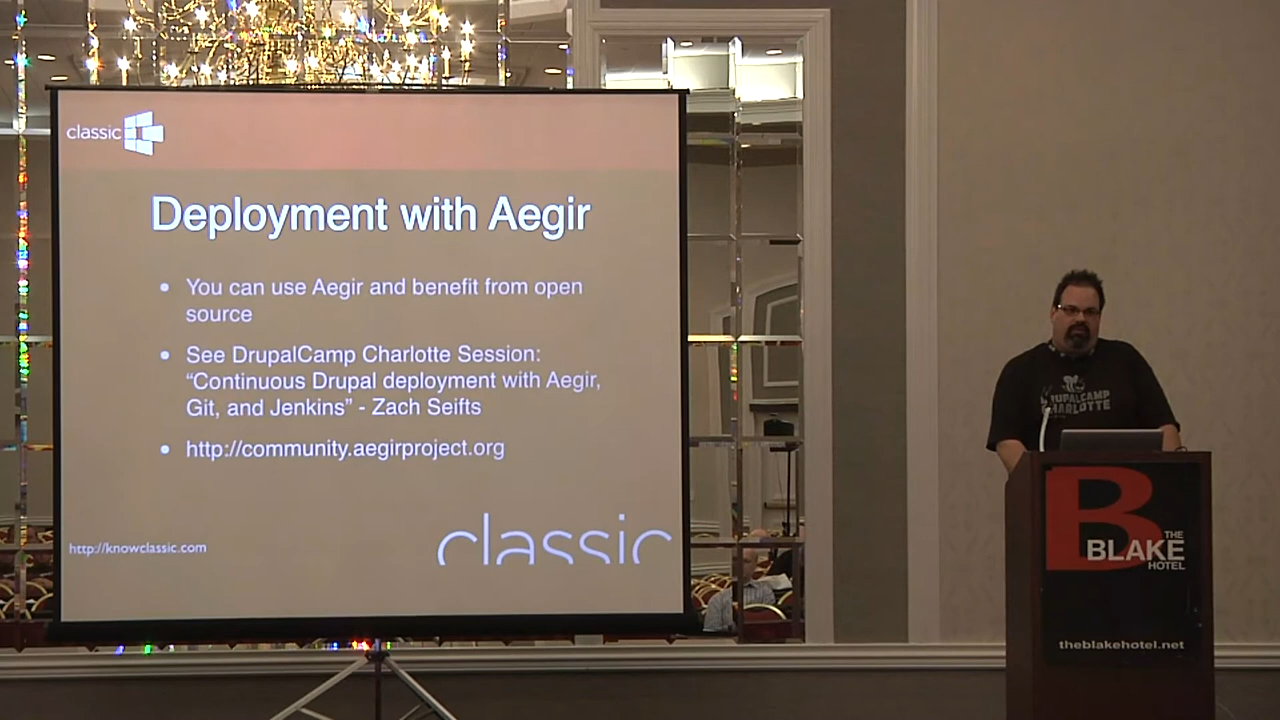 classic
Deployment with Aegir
• You can use Aegir and benefit from open
source
• See DrupalCamp Charlotte Session:
“Continuous Drupal deployment with Aegir,
Git, and Jenkins” - Zach Seifts
• http://community.aegirproject.org
http://knowclassic.com
classic
DRUPALCAMP
CHARLOTTE
B
THE
BLAKE
HOTEL
theblakehotel.net